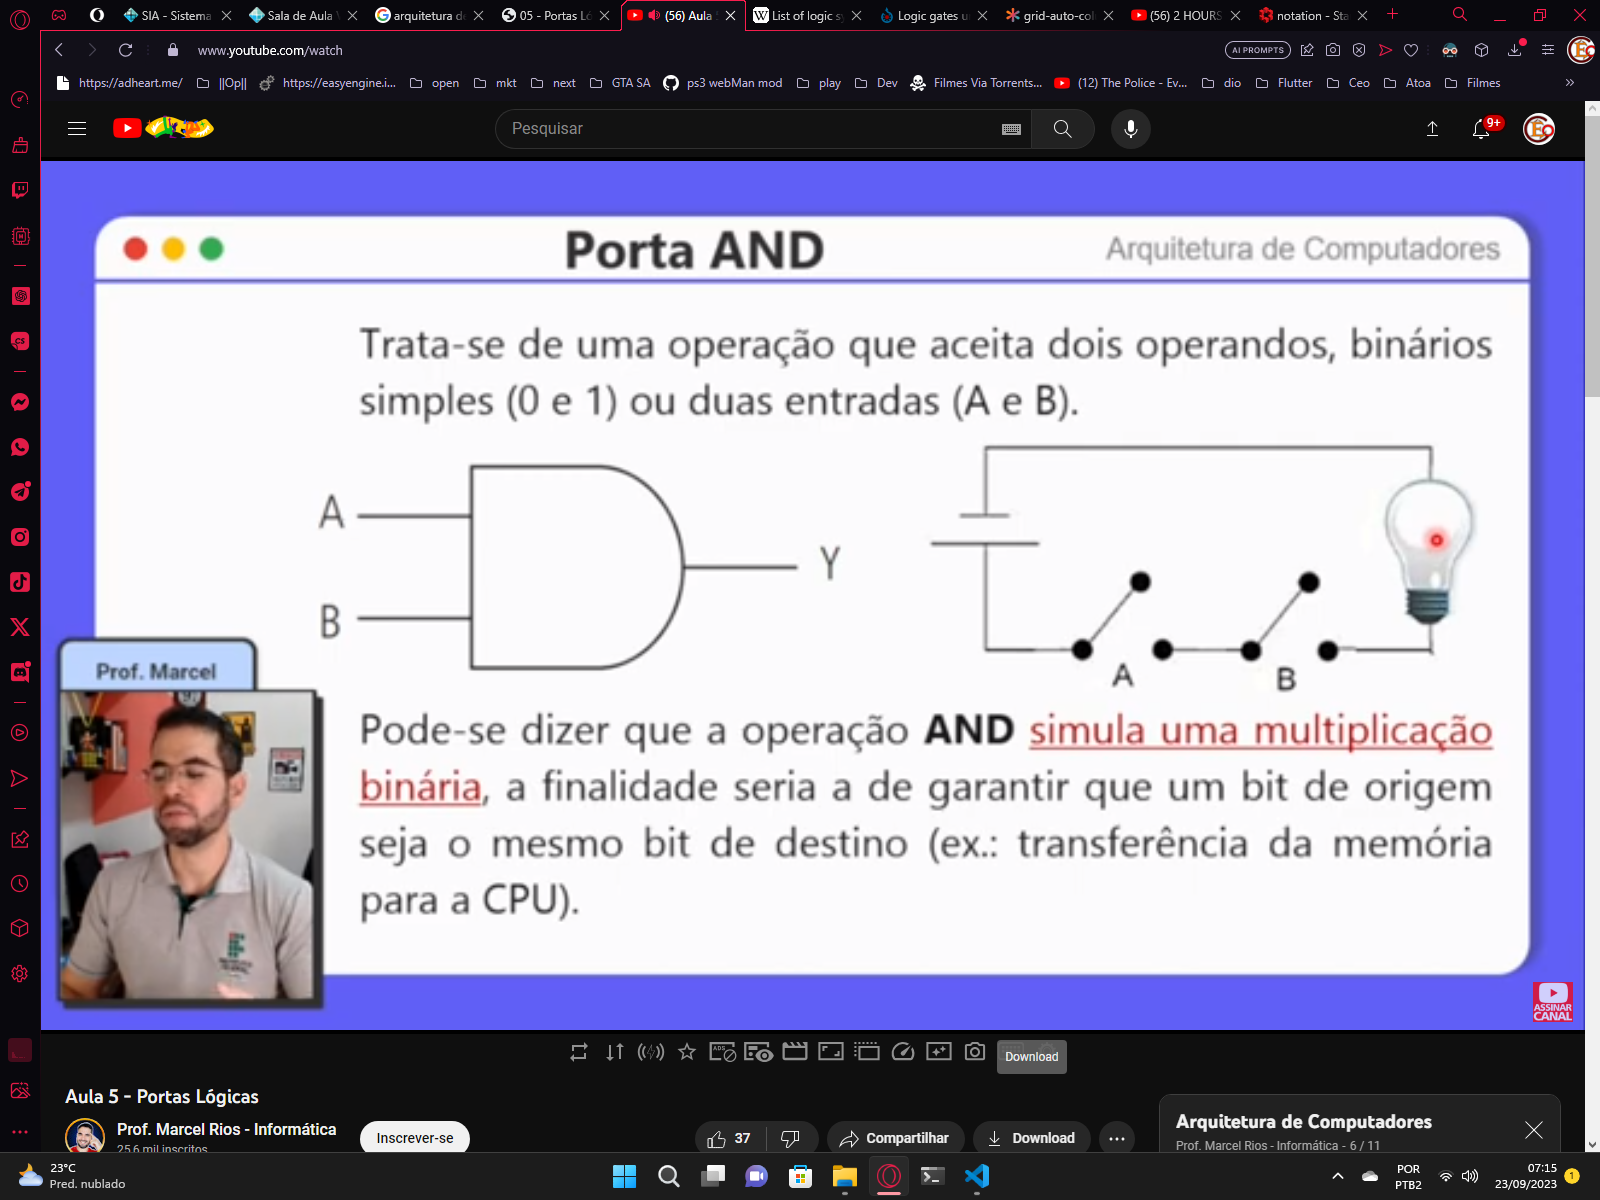 SIA - Sistema
Sala de Aula
arquitetura de
05 - Portas Ló
(56) Aula
List of logic sy
Logic gates u
grid-auto-col
(56) 2 HOURS
notation - Sta
www.youtube.com/watch
AI PROMPTS
https://adheart.me/
||Op||
https://easyengine.i...
open
mkt
next
GTA SA
ps3 webMan mod
play
Dev
Filmes Via Torrents...
(12) The Police - Ev...
dio
Flutter
Ceo
Atoa
Filmes
»
Pesquisar
9+
Porta AND
Arquitetura de Computadores
Trata-se de uma operação que aceita dois operandos, binários
simples (0 e 1) ou duas entradas (A e B).
A
B
Y
A
B
Prof. Marcel
Pode-se dizer que a operação AND simula uma multiplicação
binária, a finalidade seria a de garantir que um bit de origem
seja o mesmo bit de destino (ex.: transferência da memória
para a CPU).
ASSINAR
CANAL
ADS
Download
Aula 5 - Portas Lógicas
Prof. Marcel Rios - Informática
25,6 mil inscritos
Inscrever-se
37
Compartilhar
Download
Arquitetura de Computadores
Prof. Marcel Rios - Informática - 6 / 11
23°C
Pred. nublado
POR
PTB2
07:15
23/09/2023
1